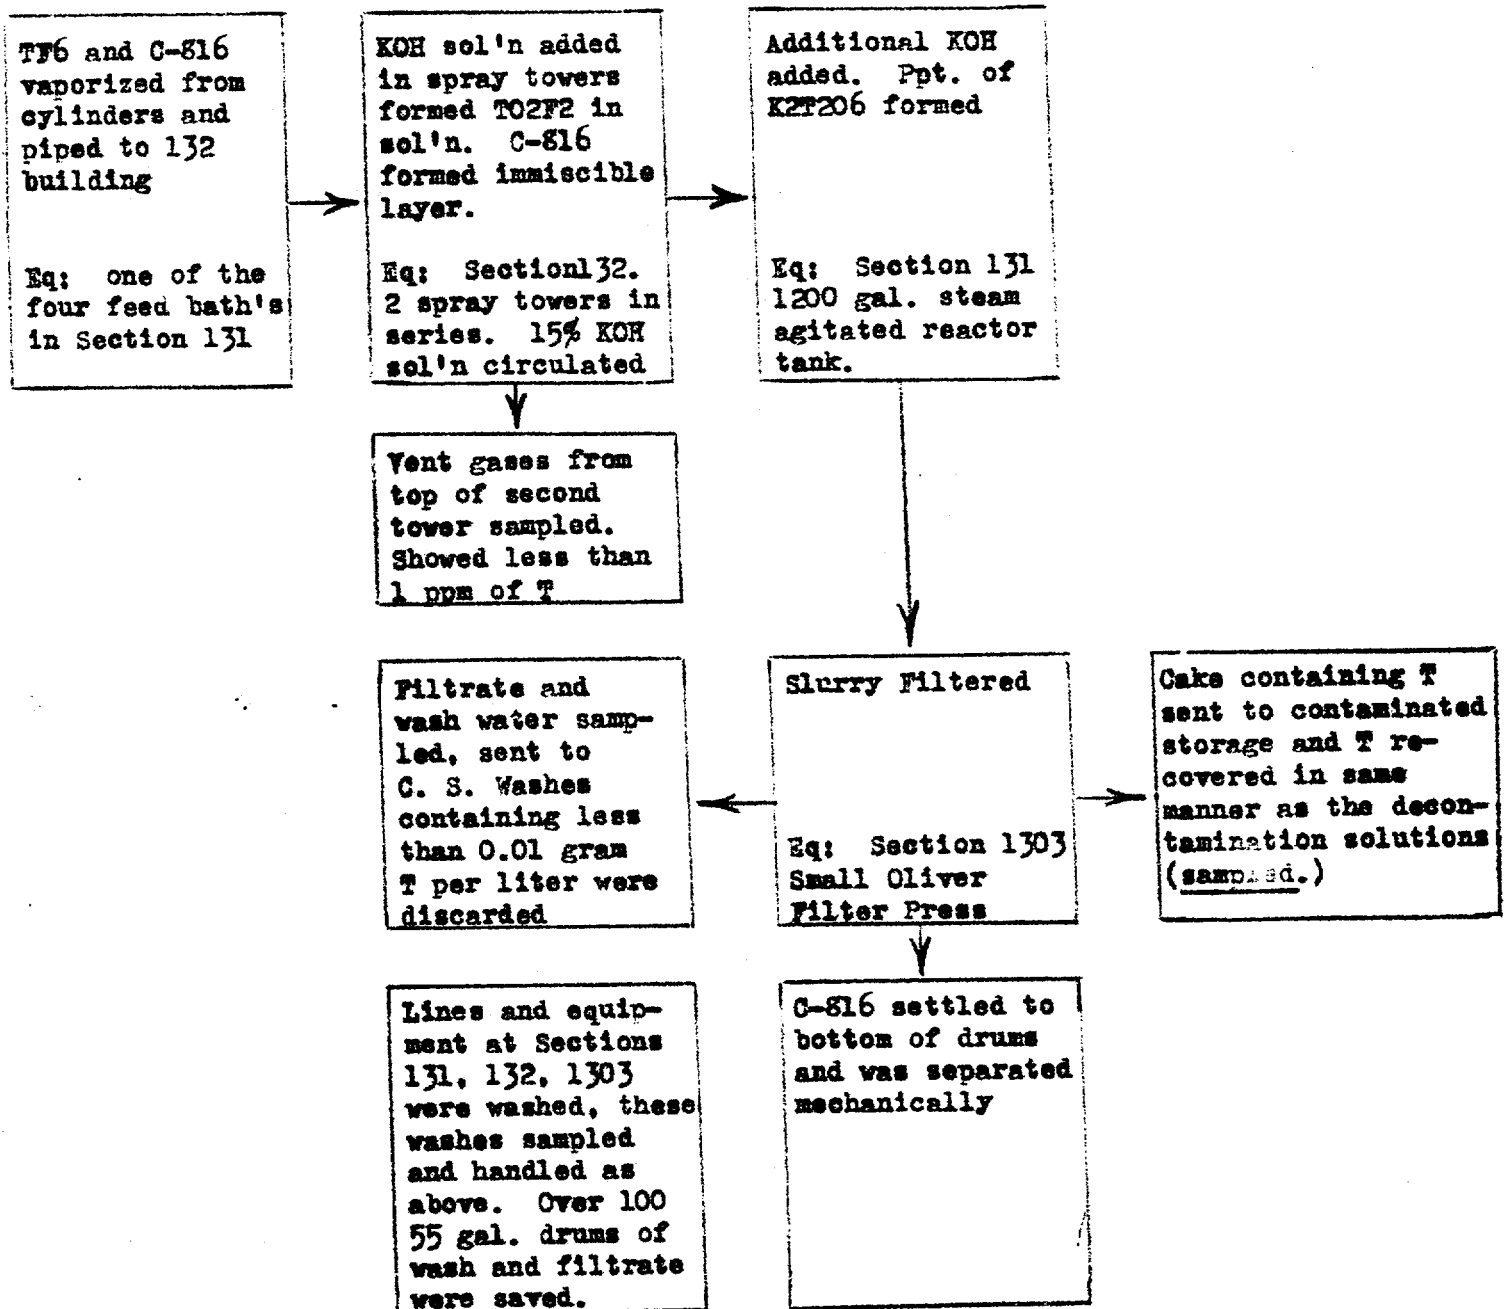 TF6 and C-816
vaporized from
cylinders and
piped to 132
building
Eq: one of the
four feed bath's
in Section 131
KOH sol'n added
in spray towers
formed TO2F2 in
sol'n. C-816
formed immiscible
layer.
Eq: Section132.
2 spray towers in
series. 15% KOH
sol'n circulated
Additional KOH
added. Ppt. of
K2T2O6 formed
Eq: Section 131
1200 gal. steam
agitated reactor
tank.
Vent gases from
top of second
tower sampled.
Showed less than
1 ppm of T
Filtrate and
wash water samp-
led, sent to
C. S. Washes
containing less
than 0.01 gram
T per liter were
discarded
Slurry Filtered
Eq: Section 1303
Small Oliver
Filter Press
Cake containing T
sent to contaminated
storage and T re-
covered in same
manner as the decon-
tamination solutions
(sampled.)
Lines and equip-
ment at Sections
131, 132, 1303
were washed, these
washes sampled
and handled as
above. Over 100
55 gal. drums of
wash and filtrate
were saved.
C-816 settled to
bottom of drums
and was separated
mechanically